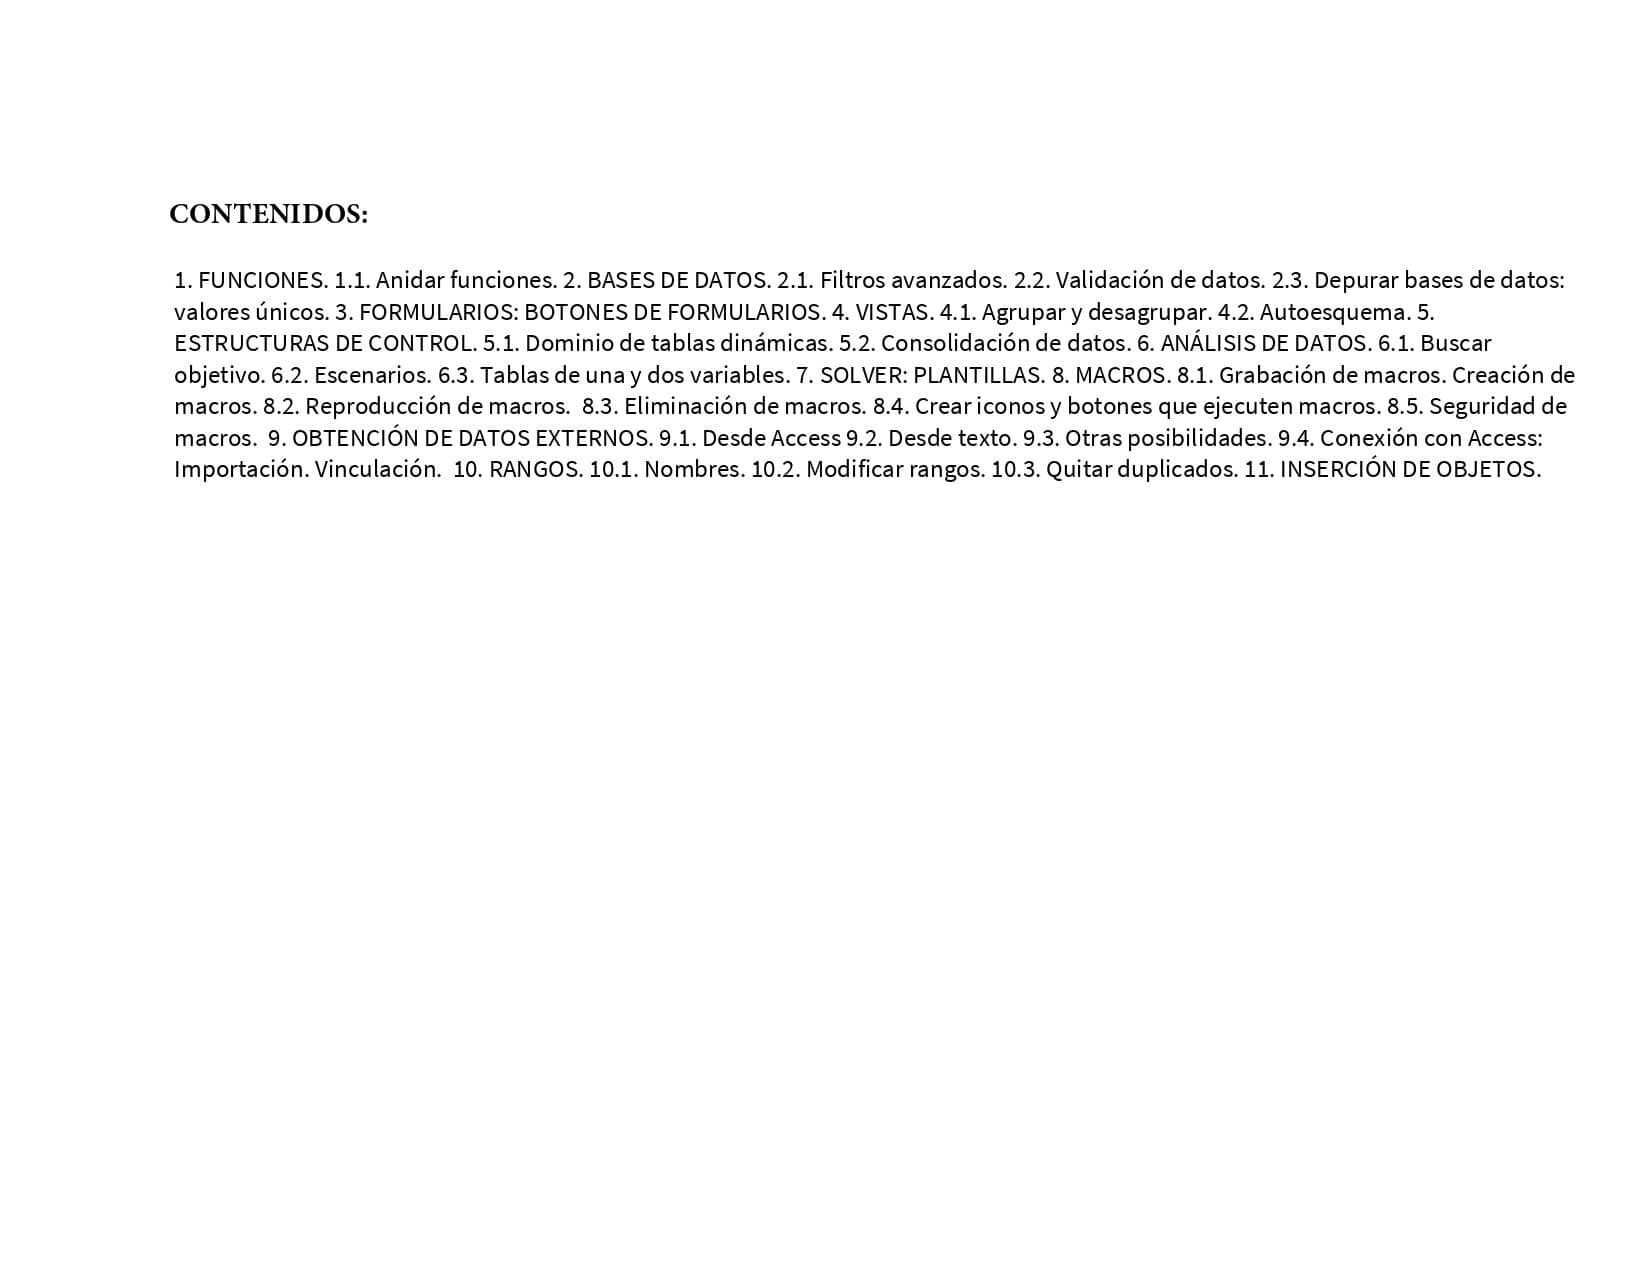 CONTENIDOS:
1. FUNCIONES. 1.1. Anidar funciones. 2. BASES DE DATOS. 2.1. Filtros avanzados. 2.2. Validación de datos. 2.3. Depurar bases de datos:
valores únicos. 3. FORMULARIOS: BOTONES DE FORMULARIOS. 4. VISTAS. 4.1. Agrupar y desagrupar. 4.2. Autoesquema. 5.
ESTRUCTURAS DE CONTROL. 5.1. Dominio de tablas dinámicas. 5.2. Consolidación de datos. 6. ANÁLISIS DE DATOS. 6.1. Buscar
objetivo. 6.2. Escenarios. 6.3. Tablas de una y dos variables. 7. SOLVER: PLANTILLAS. 8. MACROS. 8.1. Grabación de macros. Creación de
macros. 8.2. Reproducción de macros.  8.3. Eliminación de macros. 8.4. Crear iconos y botones que ejecuten macros. 8.5. Seguridad de
macros.  9. OBTENCIÓN DE DATOS EXTERNOS. 9.1. Desde Access 9.2. Desde texto. 9.3. Otras posibilidades. 9.4. Conexión con Access:
Importación. Vinculación.  10. RANGOS. 10.1. Nombres. 10.2. Modificar rangos. 10.3. Quitar duplicados. 11. INSERCIÓN DE OBJETOS.